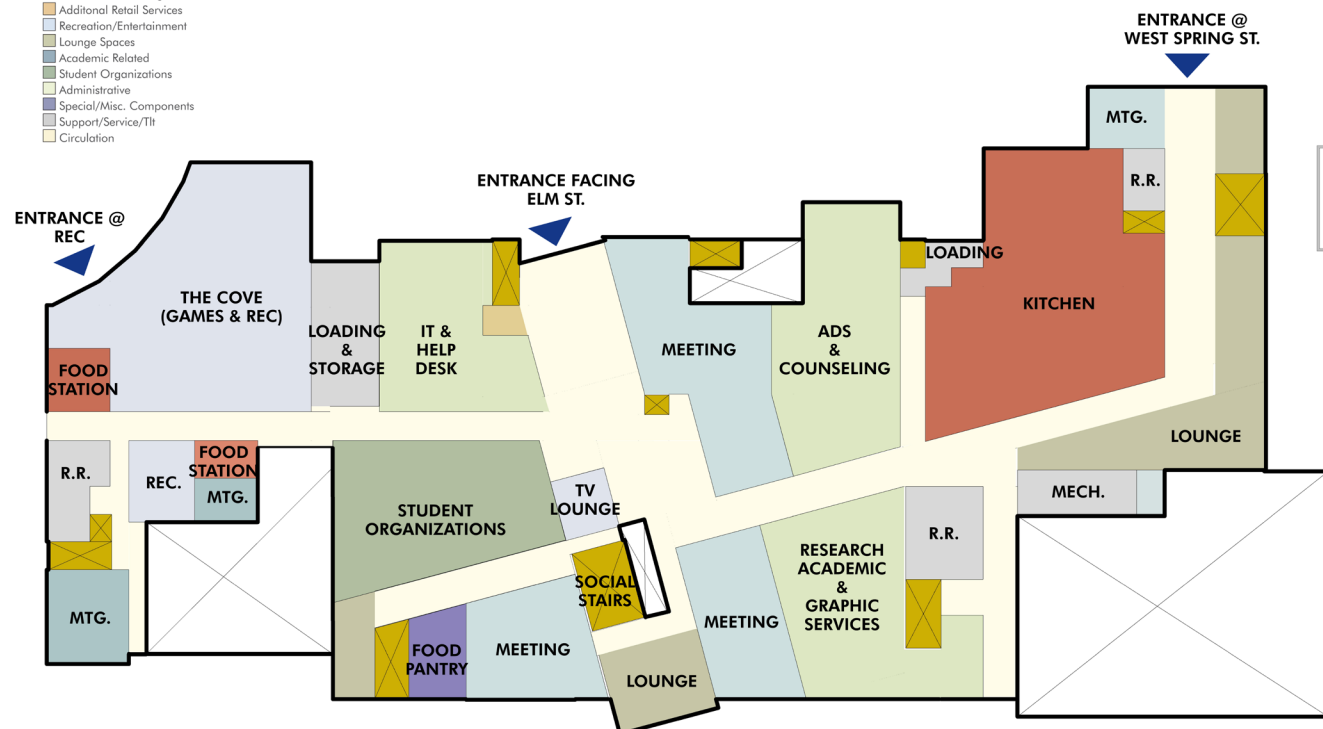 Additonal Retail Services
Recreation/Entertainment
Lounge Spaces
Academic Related
Student Organizations
Administrative
Special/Misc. Components
Support/Service/Tlt
Circulation
ENTRANCE @
WEST SPRING ST.
ENTRANCE FACING
ELM ST.
ENTRANCE @
REC
MTG.
R.R.
LOADING
KITCHEN
THE COVE
(GAMES & REC)
LOADING
&
STORAGE
IT &
HELP
DESK
MEETING
ADS
&
COUNSELING
FOOD
STATION
LOUNGE
R.R.
REC.
FOOD
STATION
MTG.
STUDENT
ORGANIZATIONS
TV
LOUNGE
MECH.
R.R.
RESEARCH
ACADEMIC
&
GRAPHIC
SERVICES
SOCIAL
STAIRS
MTG.
MEETING
FOOD
PANTRY
MEETING
LOUNGE